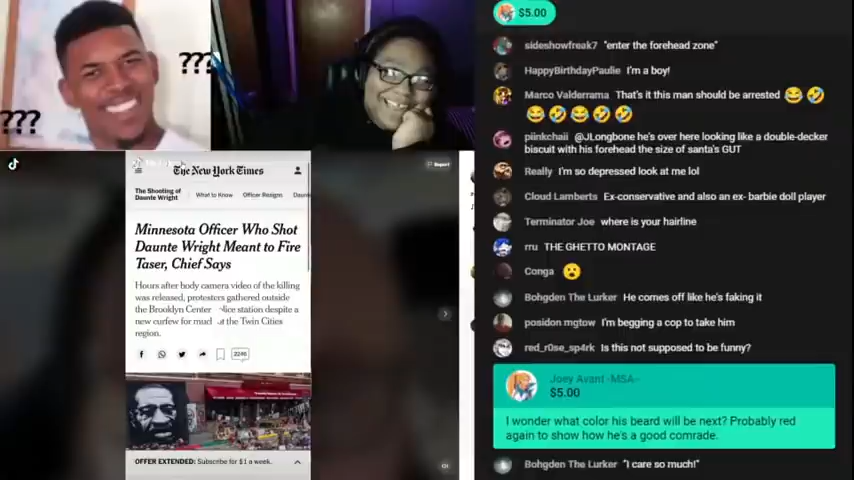 ???
???
Report
The New York Times
The Shooting of
Daunte Wright
What to Know
Officer Resigns
Daun
Minnesota Officer Who Shot
Daunte Wright Meant to Fire
Taser, Chief Says
Hours after body camera video of the killing
was released, protesters gathered outside
the Brooklyn Center lice station despite a
new curfew for mud of the Twin Cities
region.
2246
OFFER EXTENDED: Subscribe for $1 a week.
$5.00
sideshowfreak7 "enter the forehead zone"
HappyBirthdayPaulie I'm a boy!
Marco Valderrama That's it this man should be arrested 😂🤣
😂🤣😂🤣🤣
piinkchaii @JLongbone he's over here looking like a double-decker
biscuit with his forehead the size of santa's GUT
Really I'm so depressed look at me lol
Cloud Lamberts Ex-conservative and also an ex- barbie doll player
Terminator Joe where is your hairline
rru THE GHETTO MONTAGE
Conga 😮
Bohgden The Lurker He comes off like he's faking it
posidon mgtow I'm begging a cop to take him
red_r0se_sp4rk Is this not supposed to be funny?
Joey Avant -MSA-
$5.00
I wonder what color his beard will be next? Probably red
again to show how he's a good comrade.
Bohgden The Lurker "I care so much!"